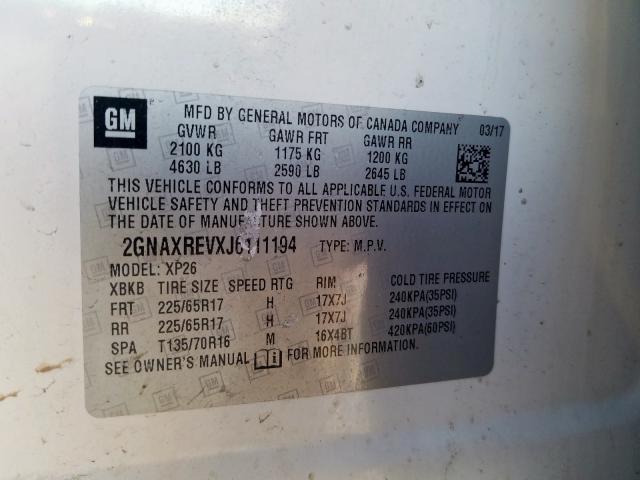 GM
MFD BY GENERAL MOTORS OF CANADA COMPANY 03/17
GVWR GAWR FRT GAWR RR
2100 KG 1175 KG 1200 KG
4630 LB 2590 LB 2645 LB
THIS VEHICLE CONFORMS TO ALL APPLICABLE U.S. FEDERAL MOTOR
VEHICLE SAFETY AND THEFT PREVENTION STANDARDS IN EFFECT ON
THE DATE OF MANUFACTURE SHOWN ABOVE.
2GNAXREVXJ6111194 TYPE: M.P.V.
MODEL: XP26
XBKB TIRE SIZE SPEED RTG RIM COLD TIRE PRESSURE
FRT 225/65R17 H 17X7J 240KPA(35PSI)
RR 225/65R17 H 17X7J 240KPA(35PSI)
SPA T135/70R16 M 16X4BT 420KPA(60PSI)
SEE OWNER'S MANUAL FOR MORE INFORMATION.